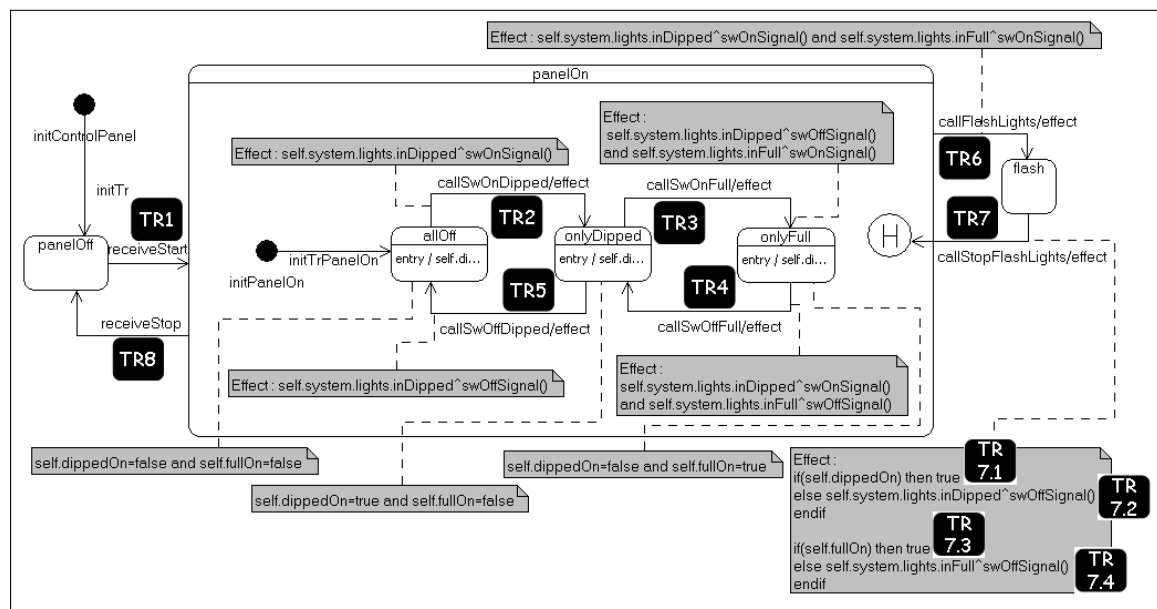 Effect : self.system.lights.inDipped^swOnSignal() and self.system.lights.inFull^swOnSignal()
panelOn
initControlPanel
Effect : self.system.lights.inDipped^swOnSignal()
Effect :
self.system.lights.inDipped^swOffSignal()
and self.system.lights.inFull^swOnSignal()
callFlashLights/effect
TR6
flash
initTr
TR1
callSwOnDipped/effect
TR2
callSwOnFull/effect
TR3
TR7
panelOff
receiveStart
allOff
entry / self.di...
onlyDipped
entry / self.di...
onlyFull
entry / self.di...
H
initTrPanelOn
initPanelOn
callStopFlashLights/effect
TR5
TR4
receiveStop
TR8
callSwOffDipped/effect
callSwOffFull/effect
Effect : self.system.lights.inDipped^swOffSignal()
Effect :
self.system.lights.inDipped^swOnSignal()
and self.system.lights.inFull^swOffSignal()
self.dippedOn=false and self.fullOn=false
self.dippedOn=false and self.fullOn=true
self.dippedOn=true and self.fullOn=false
Effect :
if(self.dippedOn) then true
TR
7.1
else self.system.lights.inDipped^swOffSignal()
TR
7.2
endif
if(self.fullOn) then true
TR
7.3
else self.system.lights.inFull^swOffSignal()
TR
7.4
endif